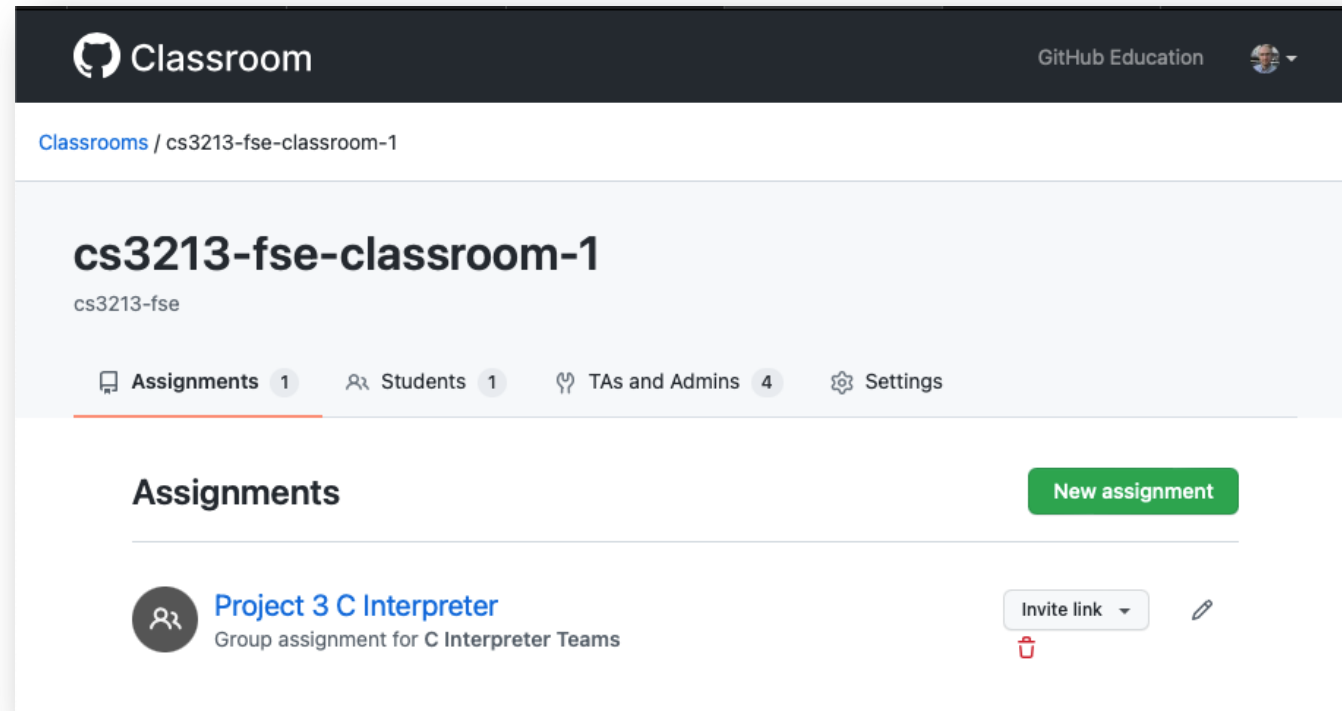 Classroom
GitHub Education
Classrooms / cs3213-fse-classroom-1
cs3213-fse-classroom-1
cs3213-fse
Assignments 1 Students 1 TAs and Admins 4 Settings
Assignments
New assignment
Project 3 C Interpreter
Invite link
Group assignment for C Interpreter Teams